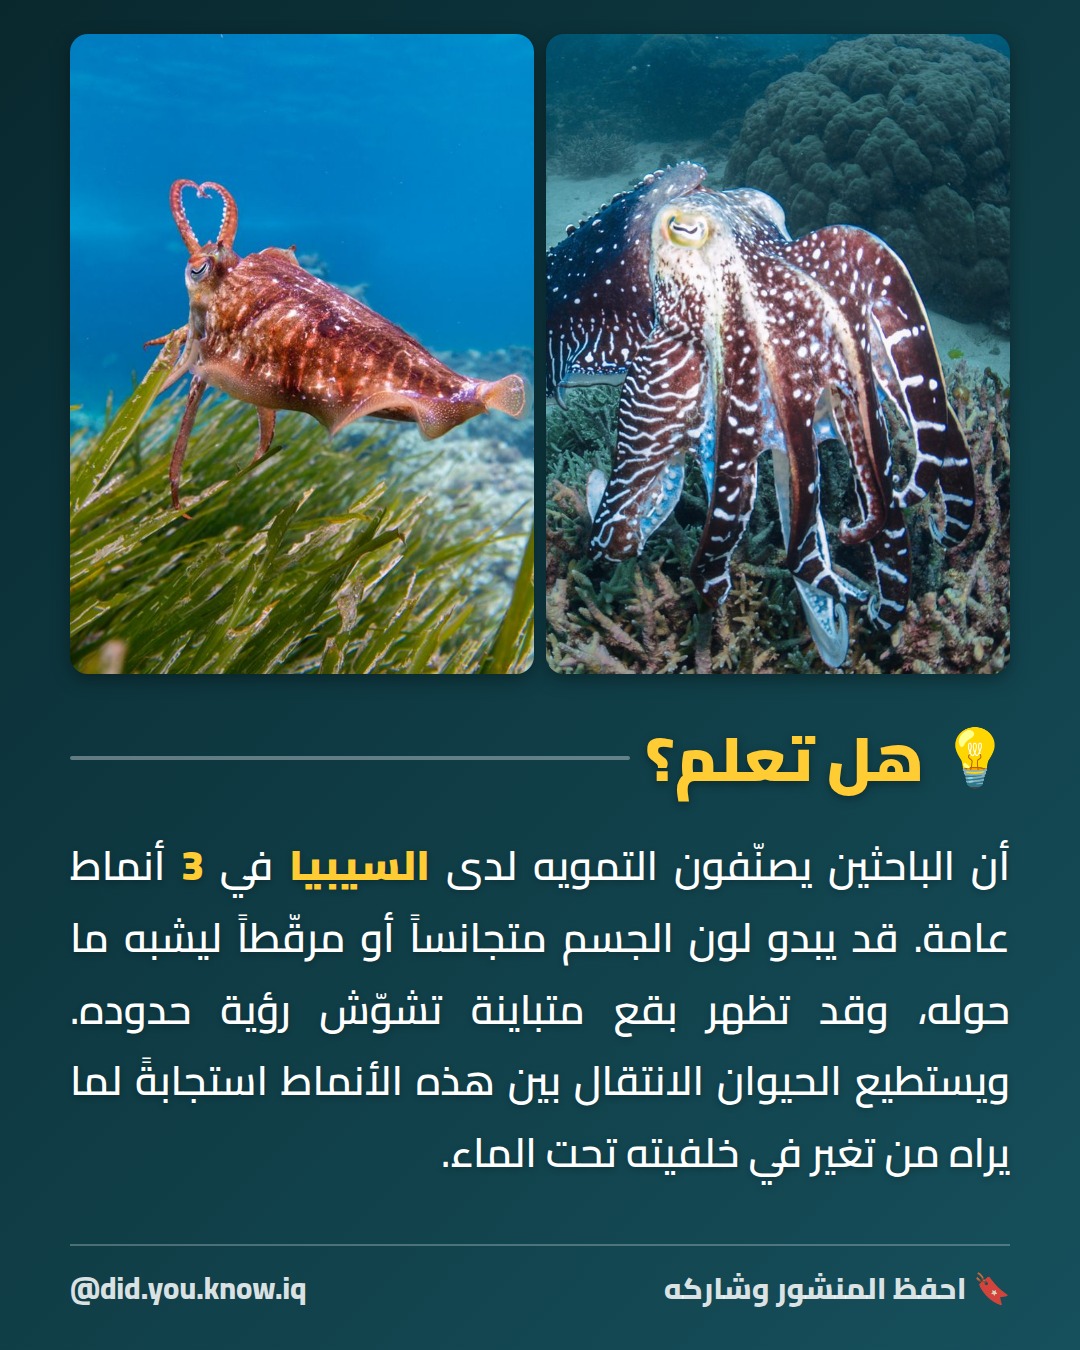 💡 هل تعلم؟
أن الباحثين يصنّفون التمويه لدى السيبيا في 3 أنماط
عامة. قد يبدو لون الجسم متجانساً أو مرقّطاً ليشبه ما
حوله، وقد تظهر بقع متباينة تشوّش رؤية حدوده.
ويستطيع الحيوان الانتقال بين هذه الأنماط استجابةً لما
يراه من تغير في خلفيته تحت الماء.
🔖 احفظ المنشور وشاركه
@did.you.know.iq